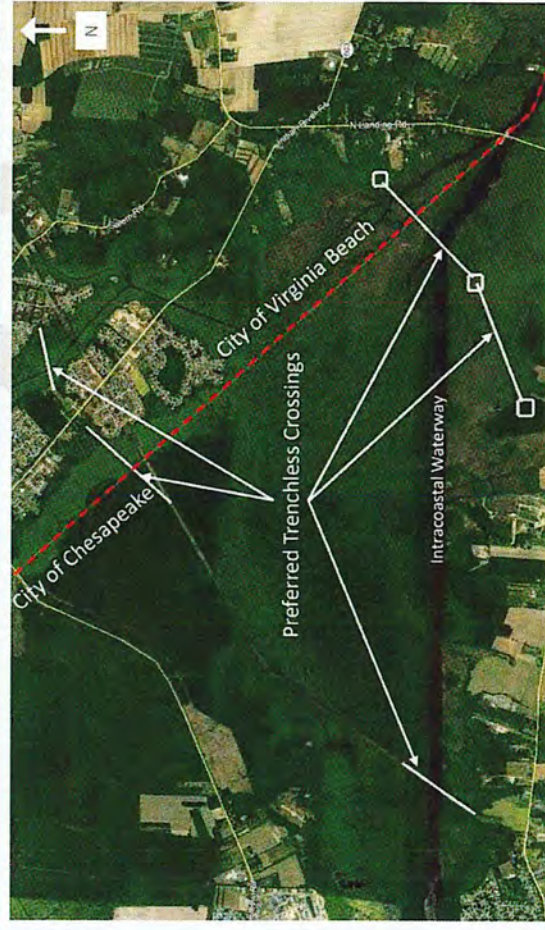 N
N Landing Rd
City of Virginia Beach
City of Chesapeake
Preferred Trenchless Crossings
Intracoastal Waterway